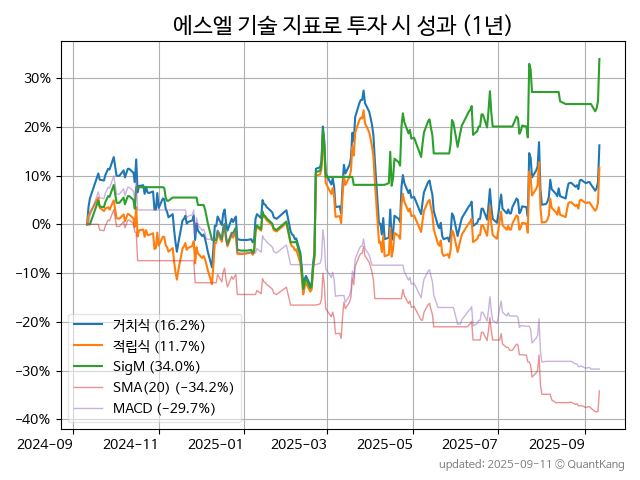 에스엘 기술 지표로 투자 시 성과 (1년)
30%
20%
10%
0%
−10%
−20%
−30%
−40%
거치식 (16.2%)
적립식 (11.7%)
SigM (34.0%)
SMA(20) (−34.2%)
MACD (−29.7%)
2024-09
2024-11
2025-01
2025-03
2025-05
2025-07
2025-09
updated: 2025-09-11 © QuantKang